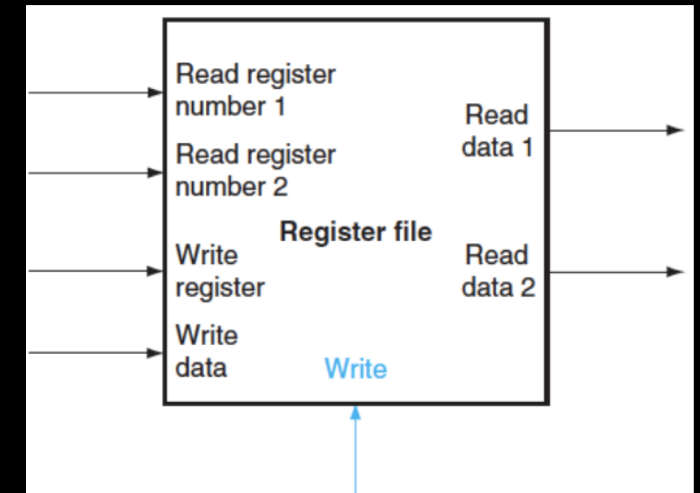 Read register
number 1
Read
data 1
Read register
number 2
Register file
Write
register
Read
data 2
Write
data
Write